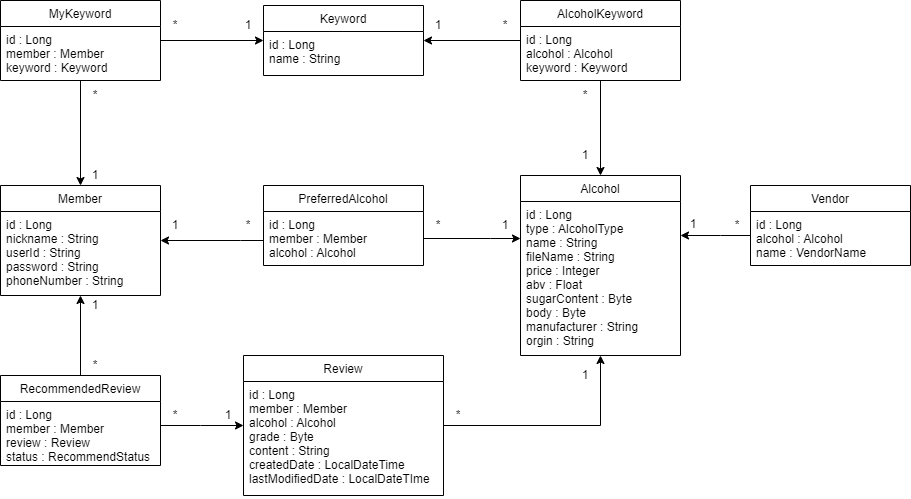 MyKeyword
id : Long
member : Member
keyword : Keyword
*
1
Keyword
id : Long
name : String
1
*
AlcoholKeyword
id : Long
alcohol : Alcohol
keyword : Keyword
*
1
*
1
Member
id : Long
nickname : String
userId : String
password : String
phoneNumber : String
1
*
PreferredAlcohol
id : Long
member : Member
alcohol : Alcohol
*
1
Alcohol
id : Long
type : AlcoholType
name : String
fileName : String
price : Integer
abv : Float
sugarContent : Byte
body : Byte
manufacturer : String
orgin : String
1
*
Vendor
id : Long
alcohol : Alcohol
name : VendorName
1
*
RecommendedReview
id : Long
member : Member
review : Review
status : RecommendStatus
*
1
Review
id : Long
member : Member
alcohol : Alcohol
grade : Byte
content : String
createdDate : LocalDateTime
lastModifiedDate : LocalDateTIme
*
1